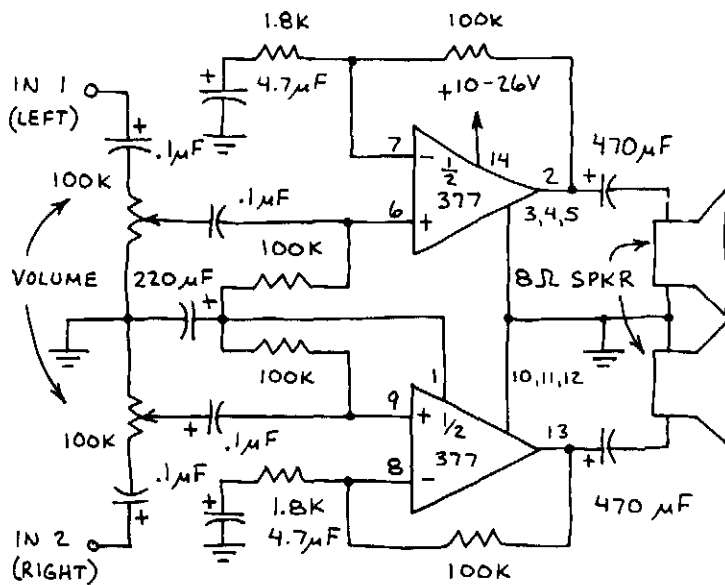 1.8K
100K
IN 1
(LEFT)
+
+
4.7µF
+10-26V
.1µF
470µF
7
-
1/2
14
100K
.1µF
377
2
+
6
+
3,4,5
100K
VOLUME
220µF
+
8Ω SPKR
100K
1
10,11,12
9
+
1/2
13
100K
+
.1µF
377
8
-
+
.1µF
+
1.8K
470µF
+
4.7µF
IN 2
(RIGHT)
100K